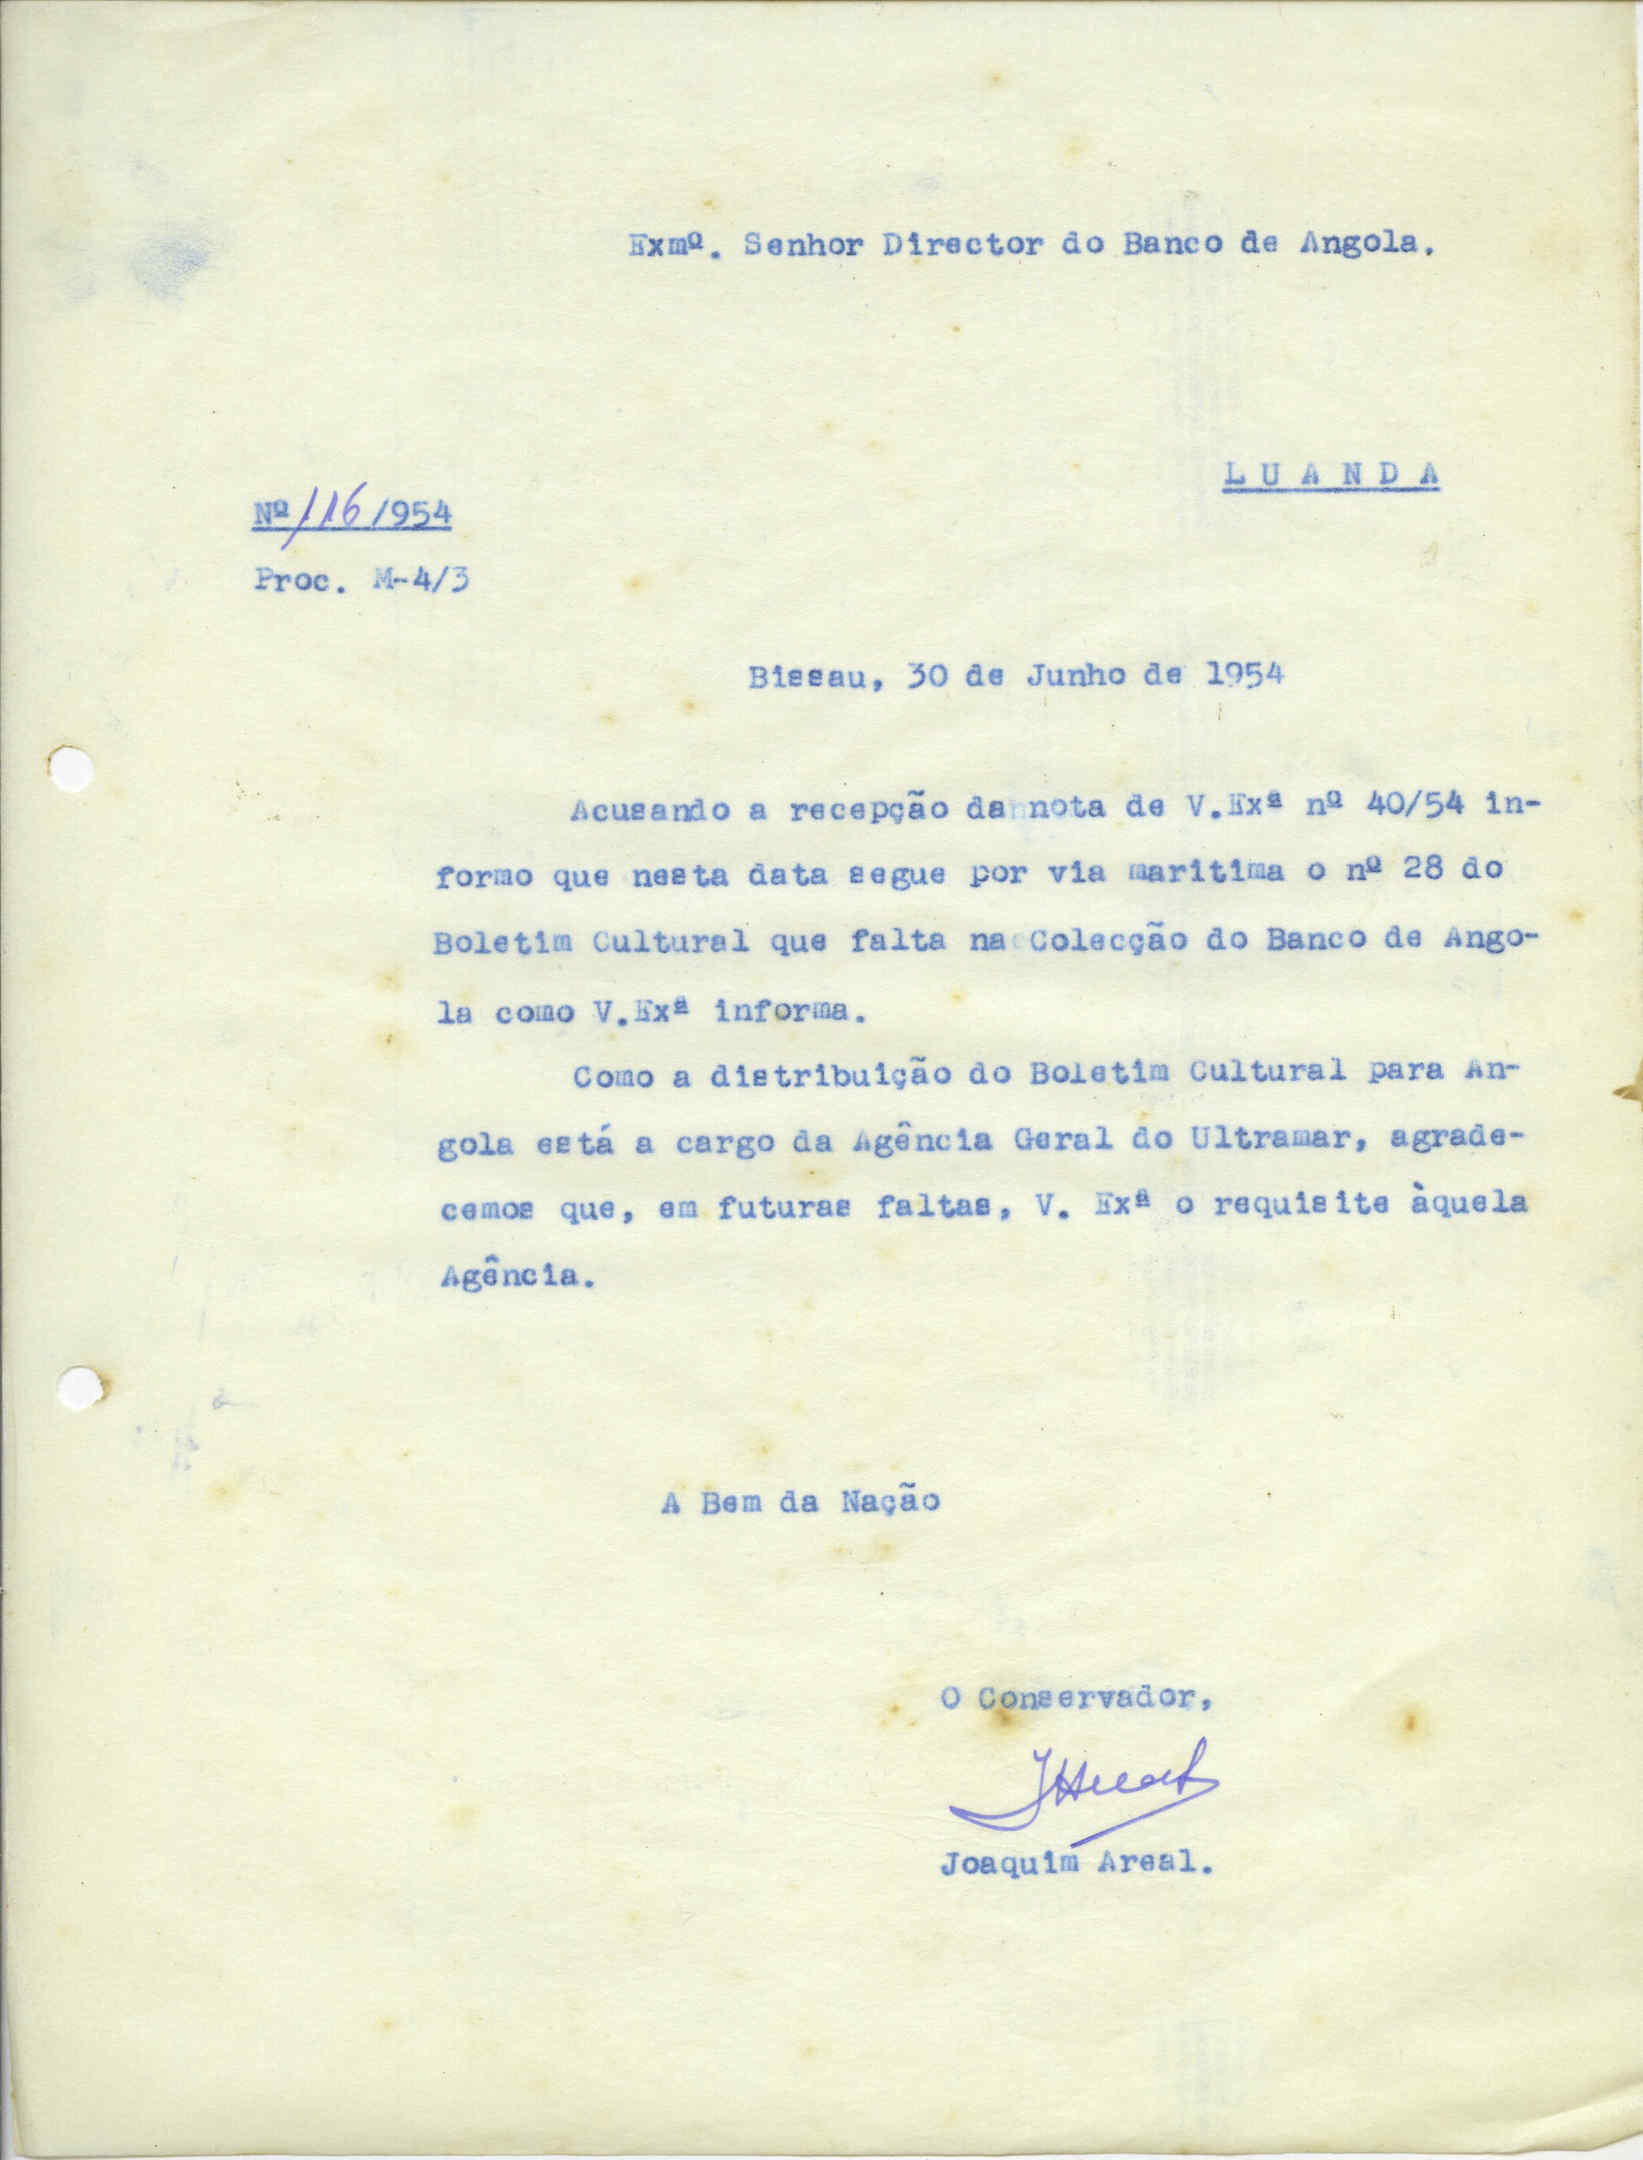 Exmº. Senhor Director do Banco de Angola.
L U A N D A
Nº 116/954
Proc. M-4/3
Bissau, 30 de Junho de 1954
Acusando a recepção da nota de V.Exª nº 40/54 in-
formo que nesta data segue por via maritima o nº 28 do
Boletim Cultural que falta na Colecção do Banco de Ango-
la como V.Exª informa.
Como a distribuição do Boletim Cultural para An-
gola está a cargo da Agência Geral do Ultramar, agrade-
cemos que, em futuras faltas, V. Exª o requisite àquela
Agência.
A Bem da Nação
O Conservador,
Joaquim Areal.